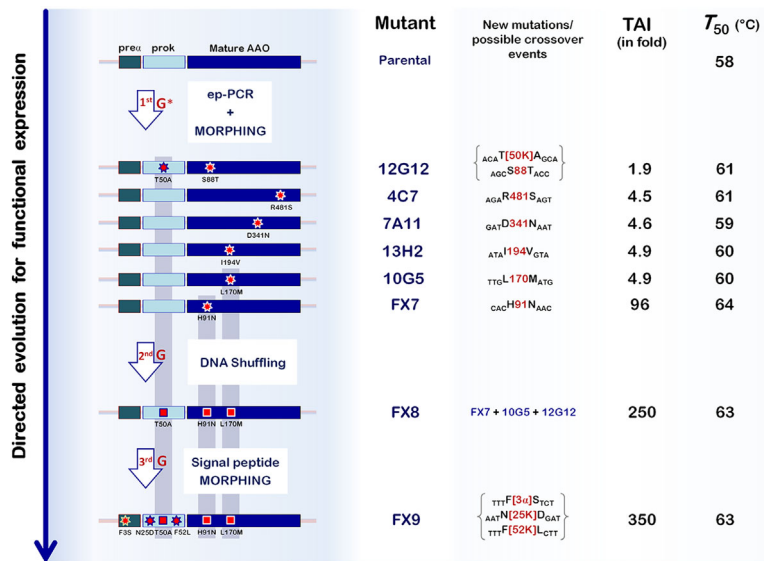 Directed evolution for functional expression
Mutant
New mutations/
possible crossover
events
TAI
(in fold)
T50 (°C)
preα prok Mature AAO
Parental 58
1st G*
ep-PCR
+
MORPHING
T50A S88T
12G12 ACAT[50K]AGCA 1.9 61
AGCS88TACC
R481S
4C7 AGAR481SAGT 4.5 61
D341N
7A11 GATD341NAAT 4.6 59
I194V
13H2 ATAI194VGTA 4.9 60
L170M
10G5 TTGL170MATG 4.9 60
H91N
FX7 CACH91NAAC 96 64
2nd G
DNA Shuffling
T50A H91N L170M
FX8 FX7 + 10G5 + 12G12 250 63
3rd G
Signal peptide
MORPHING
TTTF[3α]STCT
FX9 AATN[25K]DGAT 350 63
TTTF[52K]LCTT
F3S N25D T50A F52L H91N L170M